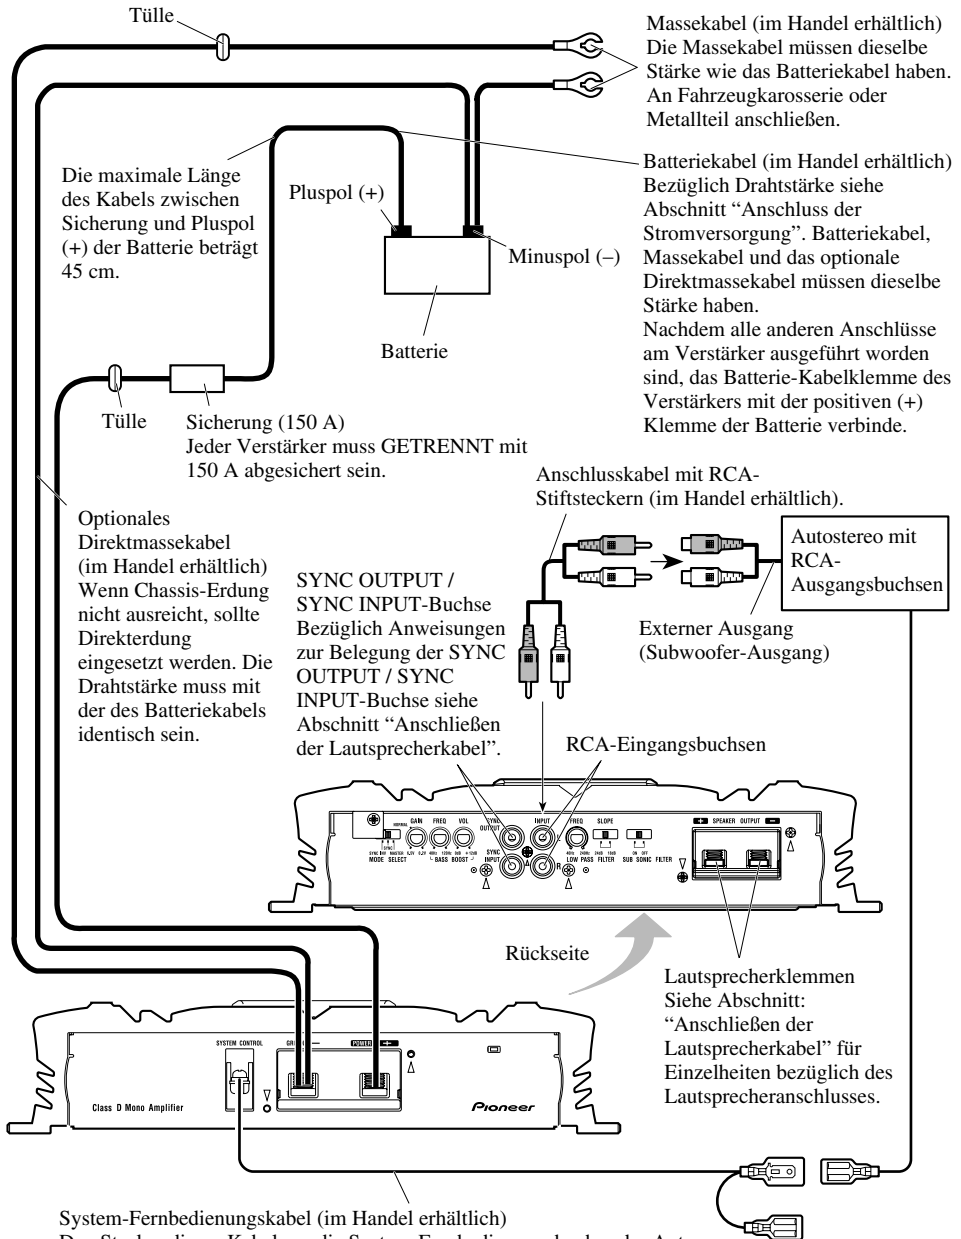 Tülle
Massekabel (im Handel erhältlich)
Die Massekabel müssen dieselbe
Stärke wie das Batteriekabel haben.
An Fahrzeugkarosserie oder
Metallteil anschließen.
Die maximale Länge
des Kabels zwischen
Sicherung und Pluspol
(+) der Batterie beträgt
45 cm.
Pluspol (+)
Minuspol (–)
Batterie
Batteriekabel (im Handel erhältlich)
Bezüglich Drahtstärke siehe
Abschnitt “Anschluss der
Stromversorgung”. Batteriekabel,
Massekabel und das optionale
Direktmassekabel müssen dieselbe
Stärke haben.
Nachdem alle anderen Anschlüsse
am Verstärker ausgeführt worden
sind, das Batterie-Kabelklemme des
Verstärkers mit der positiven (+)
Klemme der Batterie verbinde.
Tülle
Sicherung (150 A)
Jeder Verstärker muss GETRENNT mit
150 A abgesichert sein.
Anschlusskabel mit RCA-
Stiftsteckern (im Handel erhältlich).
Optionales
Direktmassekabel
(im Handel erhältlich)
Wenn Chassis-Erdung
nicht ausreicht, sollte
Direkterdung
eingesetzt werden. Die
Drahtstärke muss mit
der des Batteriekabels
identisch sein.
SYNC OUTPUT /
SYNC INPUT-Buchse
Bezüglich Anweisungen
zur Belegung der SYNC
OUTPUT / SYNC
INPUT-Buchse siehe
Abschnitt “Anschließen
der Lautsprecherkabel”.
Autostereo mit
RCA-
Ausgangsbuchsen
Externer Ausgang
(Subwoofer-Ausgang)
RCA-Eingangsbuchsen
NORMAL
GAIN FREQ VOL
SYNC
OUTPUT
INPUT
FREQ SLOPE
SPEAKER OUTPUT
SYNC
INPUT
MODE SELECT
BASS BOOST
R
LOW PASS FILTER
ON OFF
SUB SONIC FILTER
Rückseite
Lautsprecherklemmen
Siehe Abschnitt:
“Anschließen der
Lautsprecherkabel” für
Einzelheiten bezüglich des
Lautsprecheranschlusses.
SYSTEM CONTROL
POWER
Class D Mono Amplifier
Pioneer
System-Fernbedienungskabel (im Handel erhältlich)